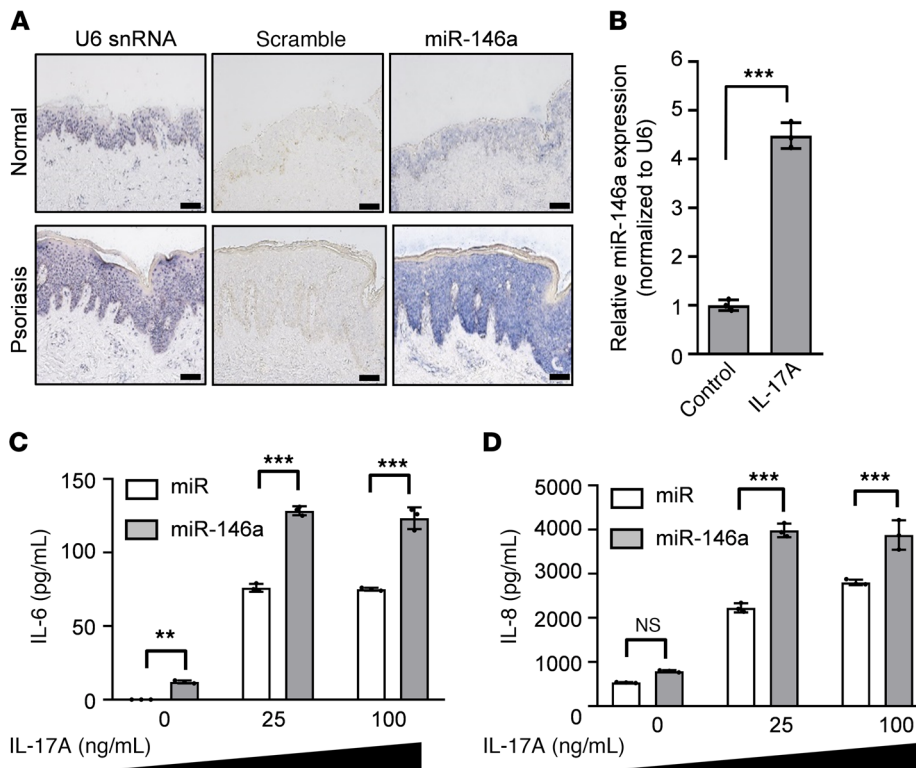 A
U6 snRNA
Scramble
miR-146a
Normal
Psoriasis
B
Relative miR-146a expression
(normalized to U6)
6
5
4
3
2
1
0
***
Control
IL-17A
C
IL-6 (pg/mL)
150
100
50
0
miR
miR-146a
**
***
***
0
25
100
IL-17A (ng/mL)
D
IL-8 (pg/mL)
5000
4000
3000
2000
1000
0
miR
miR-146a
NS
***
***
0
25
100
IL-17A (ng/mL)